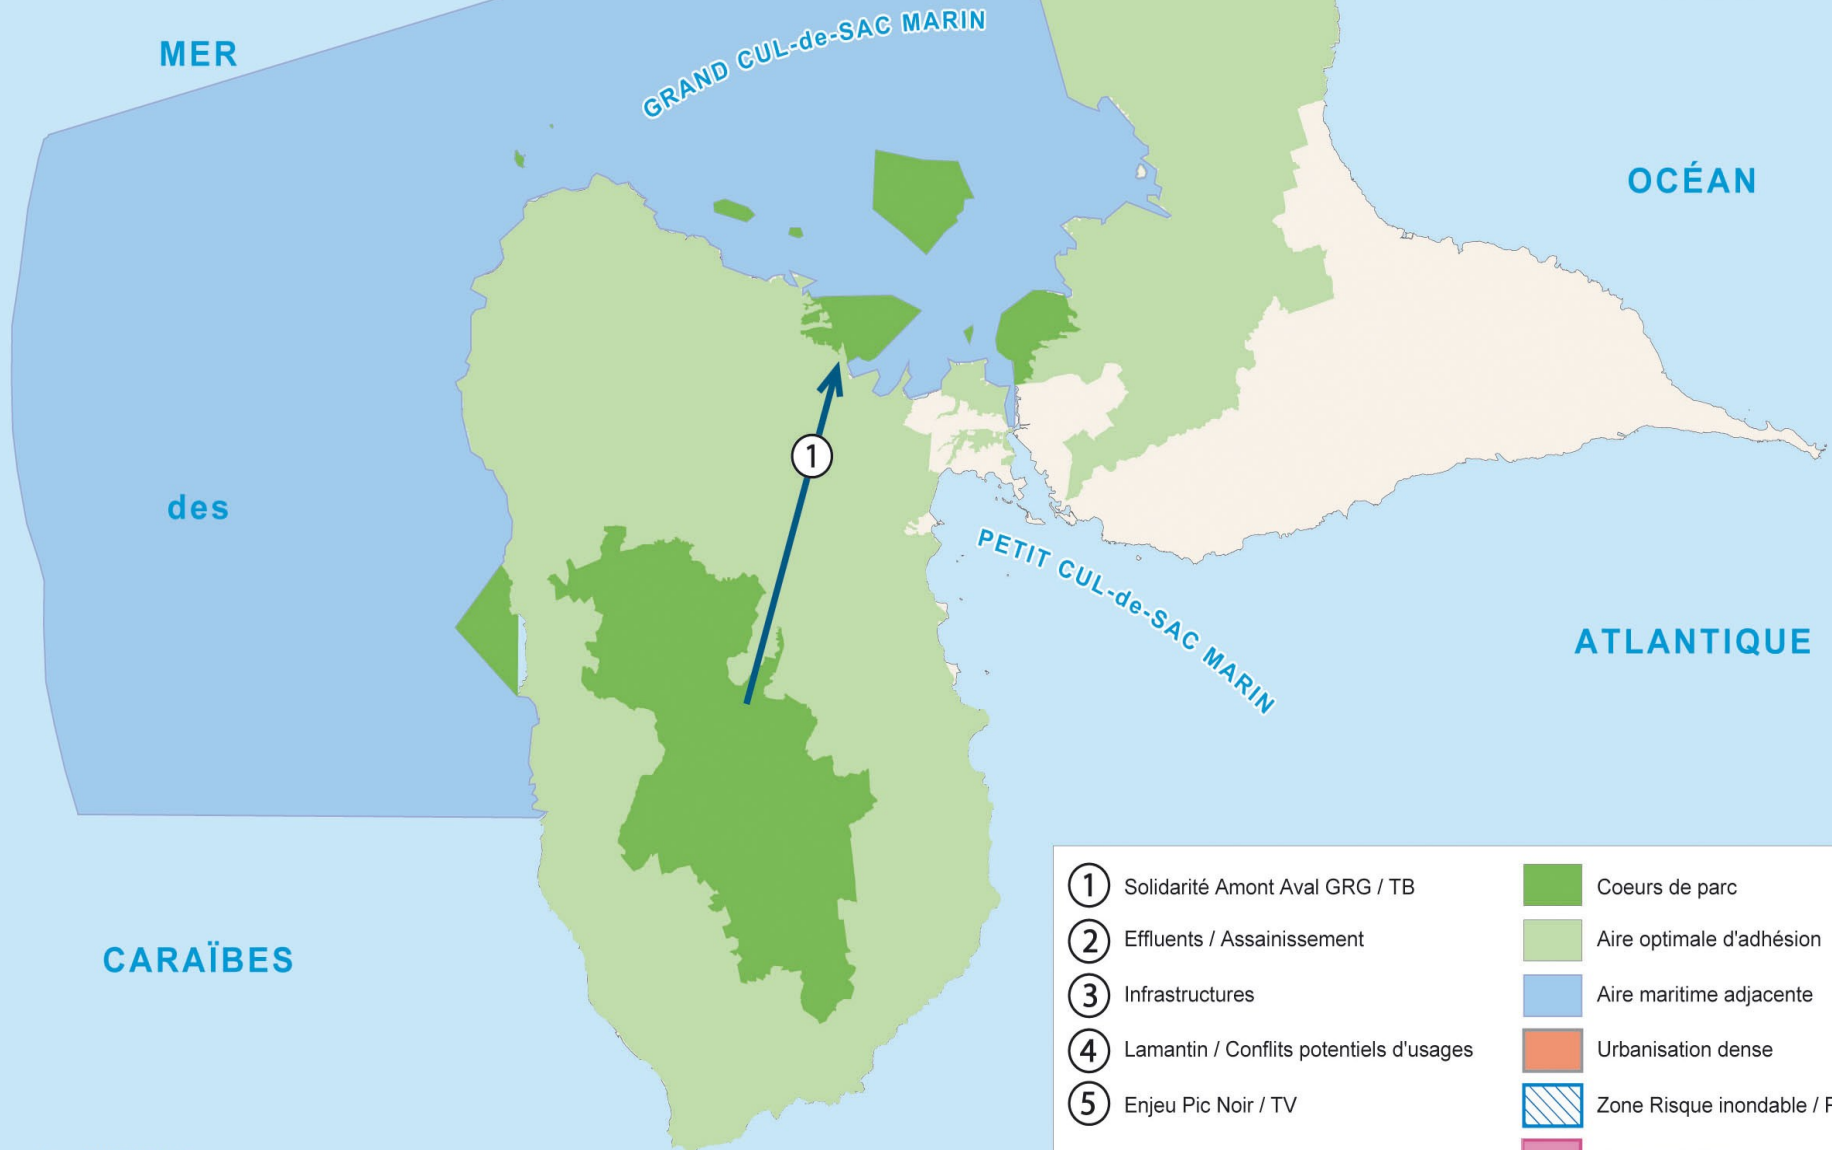 MER
GRAND CUL-de-SAC MARIN
OCÉAN
1
des
PETIT CUL-de-SAC MARIN
ATLANTIQUE
CARAÏBES
1 Solidarité Amont Aval GRG / TB
2 Effluents / Assainissement
3 Infrastructures
4 Lamantin / Conflits potentiels d'usages
5 Enjeu Pic Noir / TV
Coeurs de parc
Aire optimale d'adhésion
Aire maritime adjacente
Urbanisation dense
Zone Risque inondable /